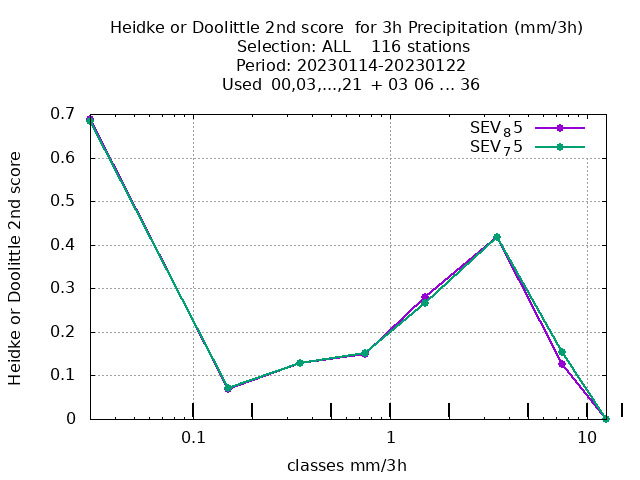 Heidke or Doolittle 2nd score  for 3h Precipitation (mm/3h)
Selection: ALL    116 stations
Period: 20230114-20230122
Used  00,03,...,21  + 03 06 ... 36
0.7
0.6
0.5
0.4
0.3
0.2
0.1
0
Heidke or Doolittle 2nd score
SEV₈5
SEV₇5
0.1
1
10
classes mm/3h